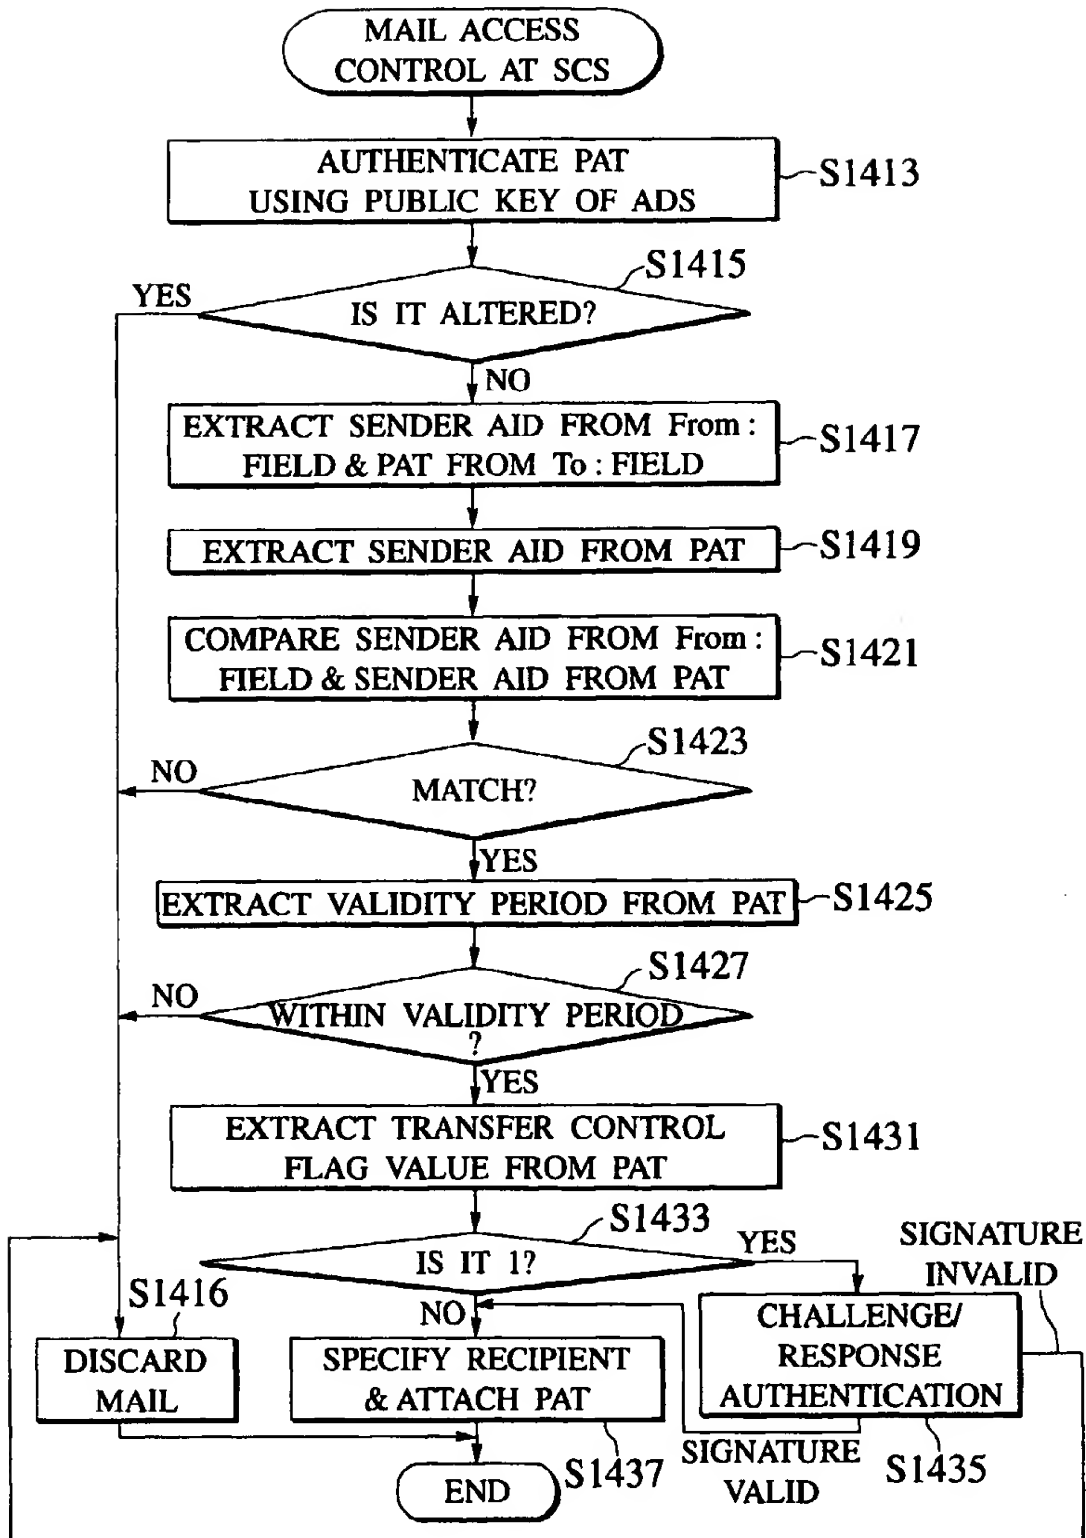 MAIL ACCESS
CONTROL AT SCS
AUTHENTICATE PAT
USING PUBLIC KEY OF ADS
S1413
S1415
YES
IS IT ALTERED?
NO
EXTRACT SENDER AID FROM From :
FIELD & PAT FROM To : FIELD
S1417
EXTRACT SENDER AID FROM PAT
S1419
COMPARE SENDER AID FROM From :
FIELD & SENDER AID FROM PAT
S1421
S1423
NO
MATCH?
YES
EXTRACT VALIDITY PERIOD FROM PAT
S1425
S1427
NO
WITHIN VALIDITY PERIOD
?
YES
EXTRACT TRANSFER CONTROL
FLAG VALUE FROM PAT
S1431
S1433
IS IT 1?
YES
SIGNATURE
INVALID
S1416
NO
DISCARD
MAIL
SPECIFY RECIPIENT
& ATTACH PAT
CHALLENGE/
RESPONSE
AUTHENTICATION
SIGNATURE
VALID
S1437
S1435
END